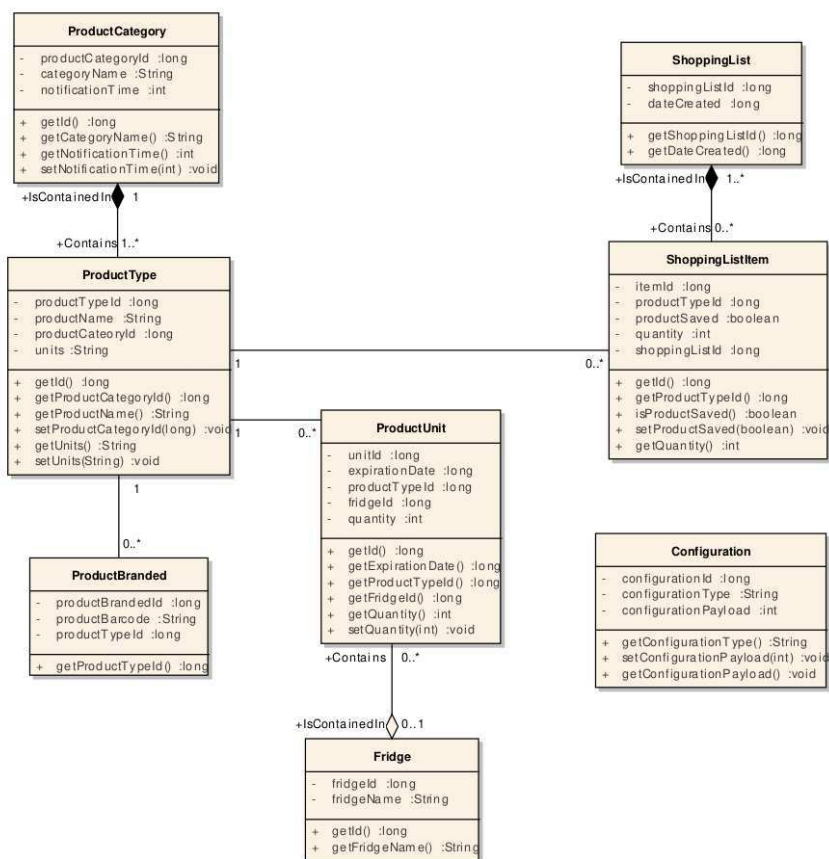 ProductCategory
- productCategoryId :long
- categoryName :String
- notificationTime :int
+ getId() :long
+ getCategoryName() :String
+ getNotificationTime() :int
+ setNotificationTime(int) :void
+IsContainedIn 1
+Contains 1..*
ShoppingList
- shoppingListId :long
- dateCreated :long
+ getShoppingListId() :long
+ getDateCreated() :long
+IsContainedIn 1..*
+Contains 0..*
ProductType
- productTypeId :long
- productName :String
- productCateoryId :long
- units :String
+ getId() :long
+ getProductCategoryId() :long
+ getProductName() :String
+ setProductCategoryId(long) :void
+ getUnits() :String
+ setUnits(String) :void
1 0..*
1 0..*
1
0..*
ShoppingListItem
- itemId :long
- productTypeId :long
- productSaved :boolean
- quantity :int
- shoppingListId :long
+ getId() :long
+ getProductTypeId() :long
+ isProductSaved() :boolean
+ setProductSaved(boolean) :void
+ getQuantity() :int
ProductUnit
- unitId :long
- expirationDate :long
- productTypeId :long
- fridgeId :long
- quantity :int
+ getId() :long
+ getExpirationDate() :long
+ getProductTypeId() :long
+ getFridgeId() :long
+ getQuantity() :int
+ setQuantity(int) :void
+Contains 0..*
+IsContainedIn 0..1
ProductBranded
- productBrandedId :long
- productBarcode :String
- productTypeId :long
+ getProductTypeId() :long
Configuration
- configurationId :long
- configurationType :String
- configurationPayload :int
+ getConfigurationType() :String
+ setConfigurationPayload(int) :void
+ getConfigurationPayload() :void
Fridge
- fridgeId :long
- fridgeName :String
+ getId() :long
+ getFridgeName() :String